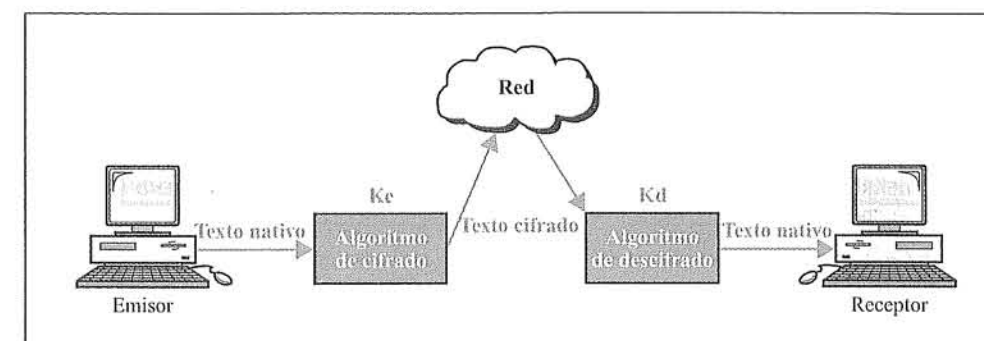 Red
Ke
Kd
Texto nativo
Algoritmo
de cifrado
Texto cifrado
Algoritmo
de descifrado
Texto nativo
Emisor
Receptor